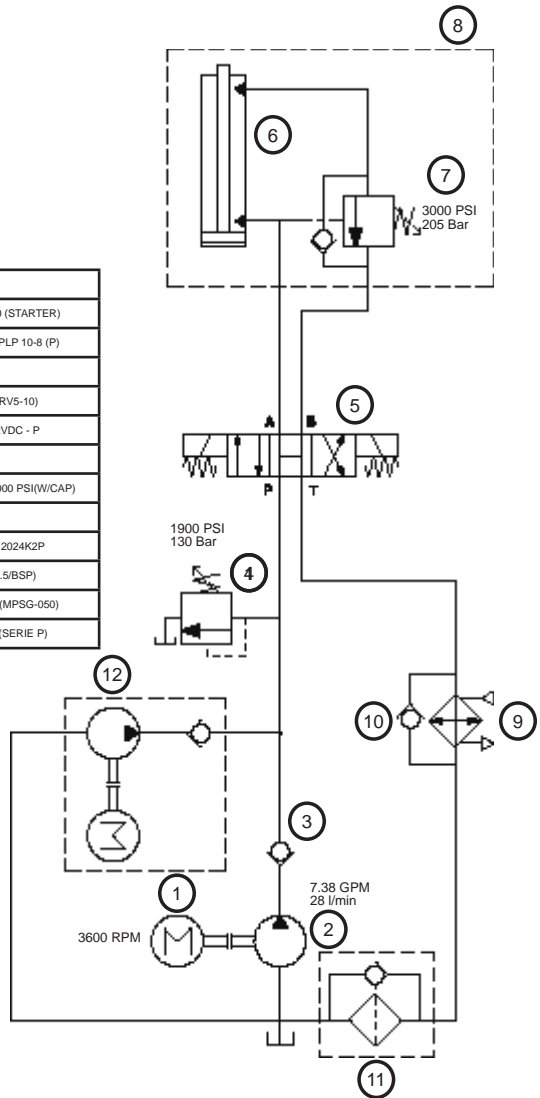 8
6
7
3000 PSI
205 Bar
(STARTER)
PLP 10-8 (P)
RV5-10)
VDC - P
000 PSI(W/CAP)
2024K2P
.5/BSP)
(MPSG-050)
(SERIE P)
5
A B
P T
1900 PSI
130 Bar
4
12
10
9
3
1
7.38 GPM
28 l/min
3600 RPM
M
2
M
11